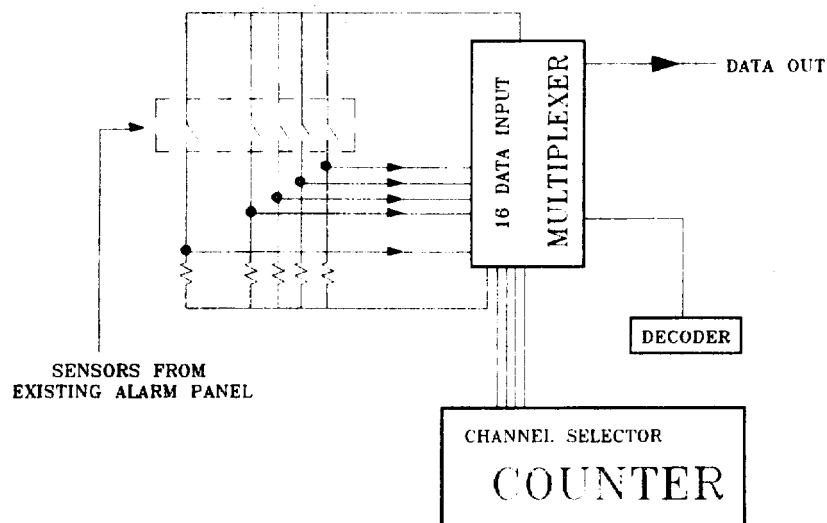 DATA OUT
16 DATA INPUT
MULTIPLEXER
DECODER
SENSORS FROM
EXISTING ALARM PANEL
CHANNEL SELECTOR
COUNTER